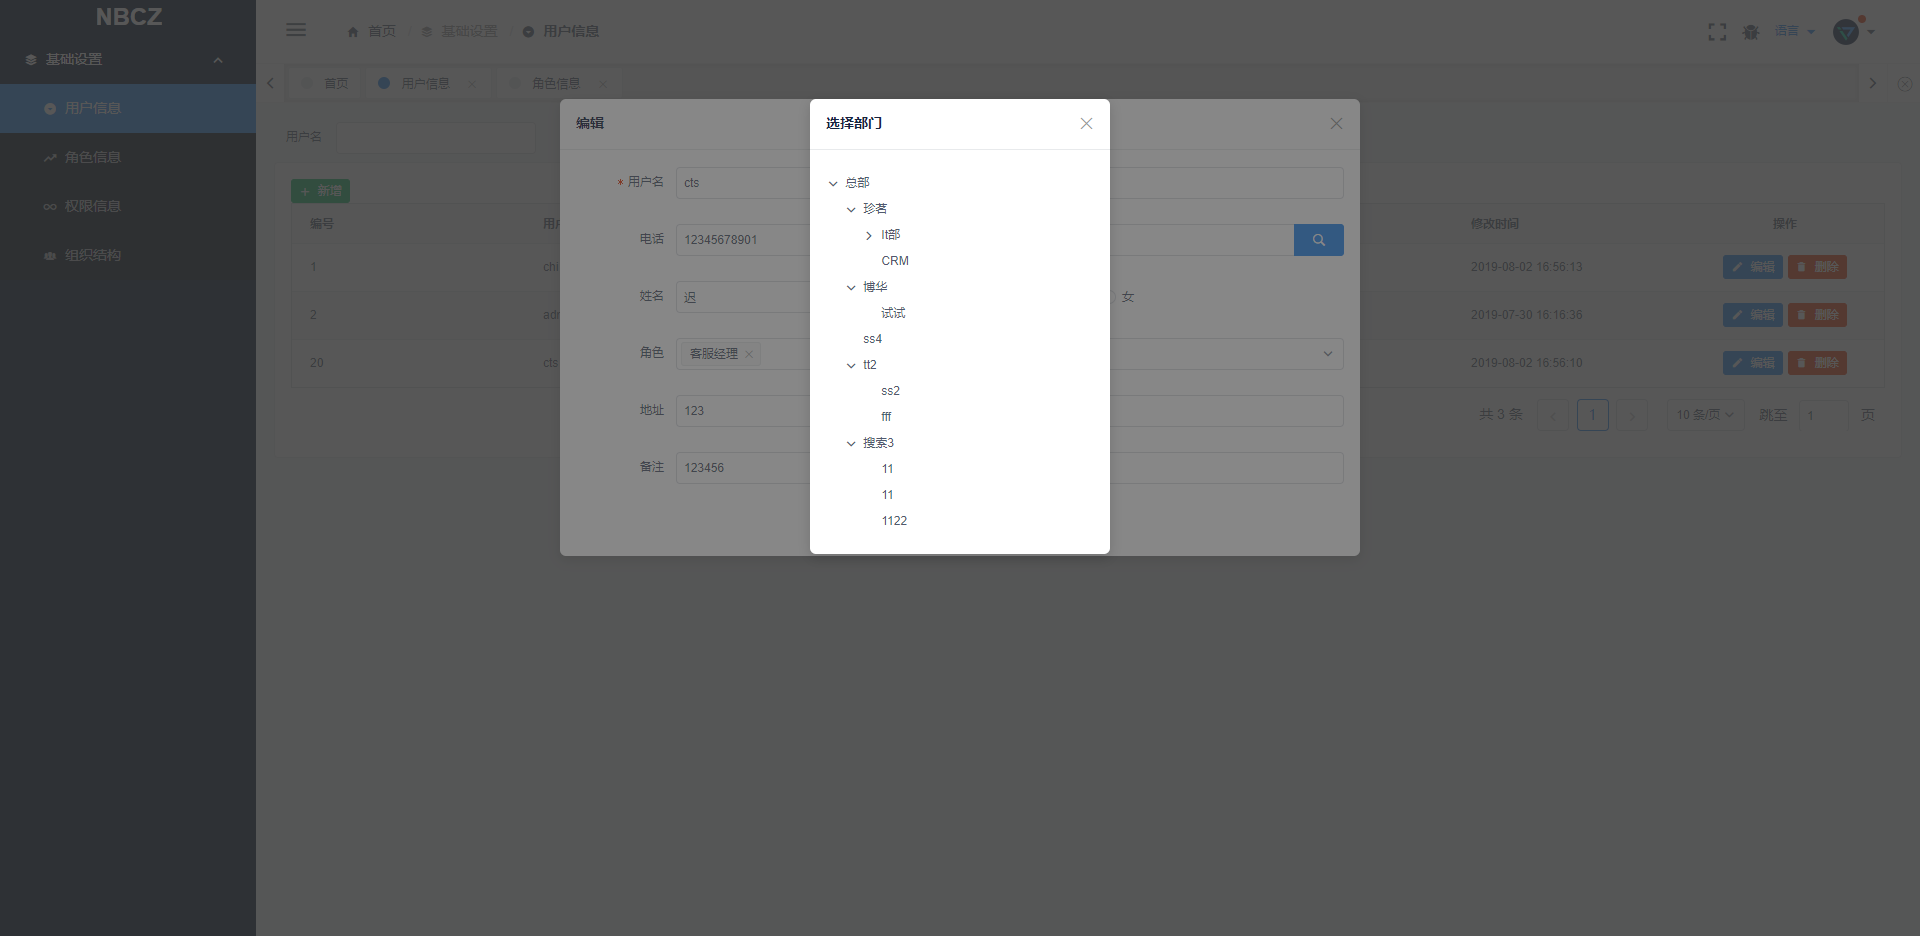 NBCZ
基础设置
用户信息
角色信息
权限信息
组织结构
首页 / 基础设置 / 用户信息
语言
首页
用户信息
角色信息
用户名
新增
编号
修改时间
操作
1
chi
2019-08-02 16:56:13
编辑
删除
2
2019-07-30 16:16:36
编辑
删除
20
cts
2019-08-02 16:56:10
编辑
删除
共 3 条
1
10 条/页
跳至
1
页
编辑
* 用户名
cts
电话
12345678901
姓名
迟
女
角色
客服经理
地址
123
备注
123456
选择部门
总部
珍茗
It部
CRM
博华
试试
ss4
tt2
ss2
fff
搜索3
11
11
1122